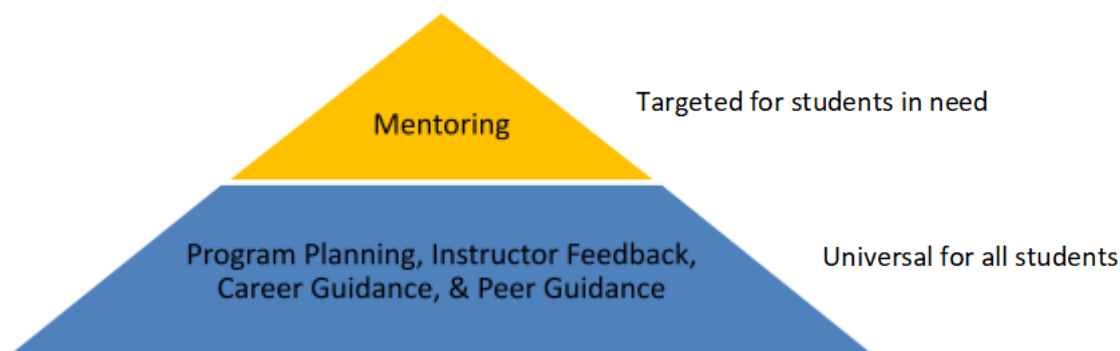 Mentoring
Targeted for students in need
Program Planning, Instructor Feedback,
Career Guidance, & Peer Guidance
Universal for all students